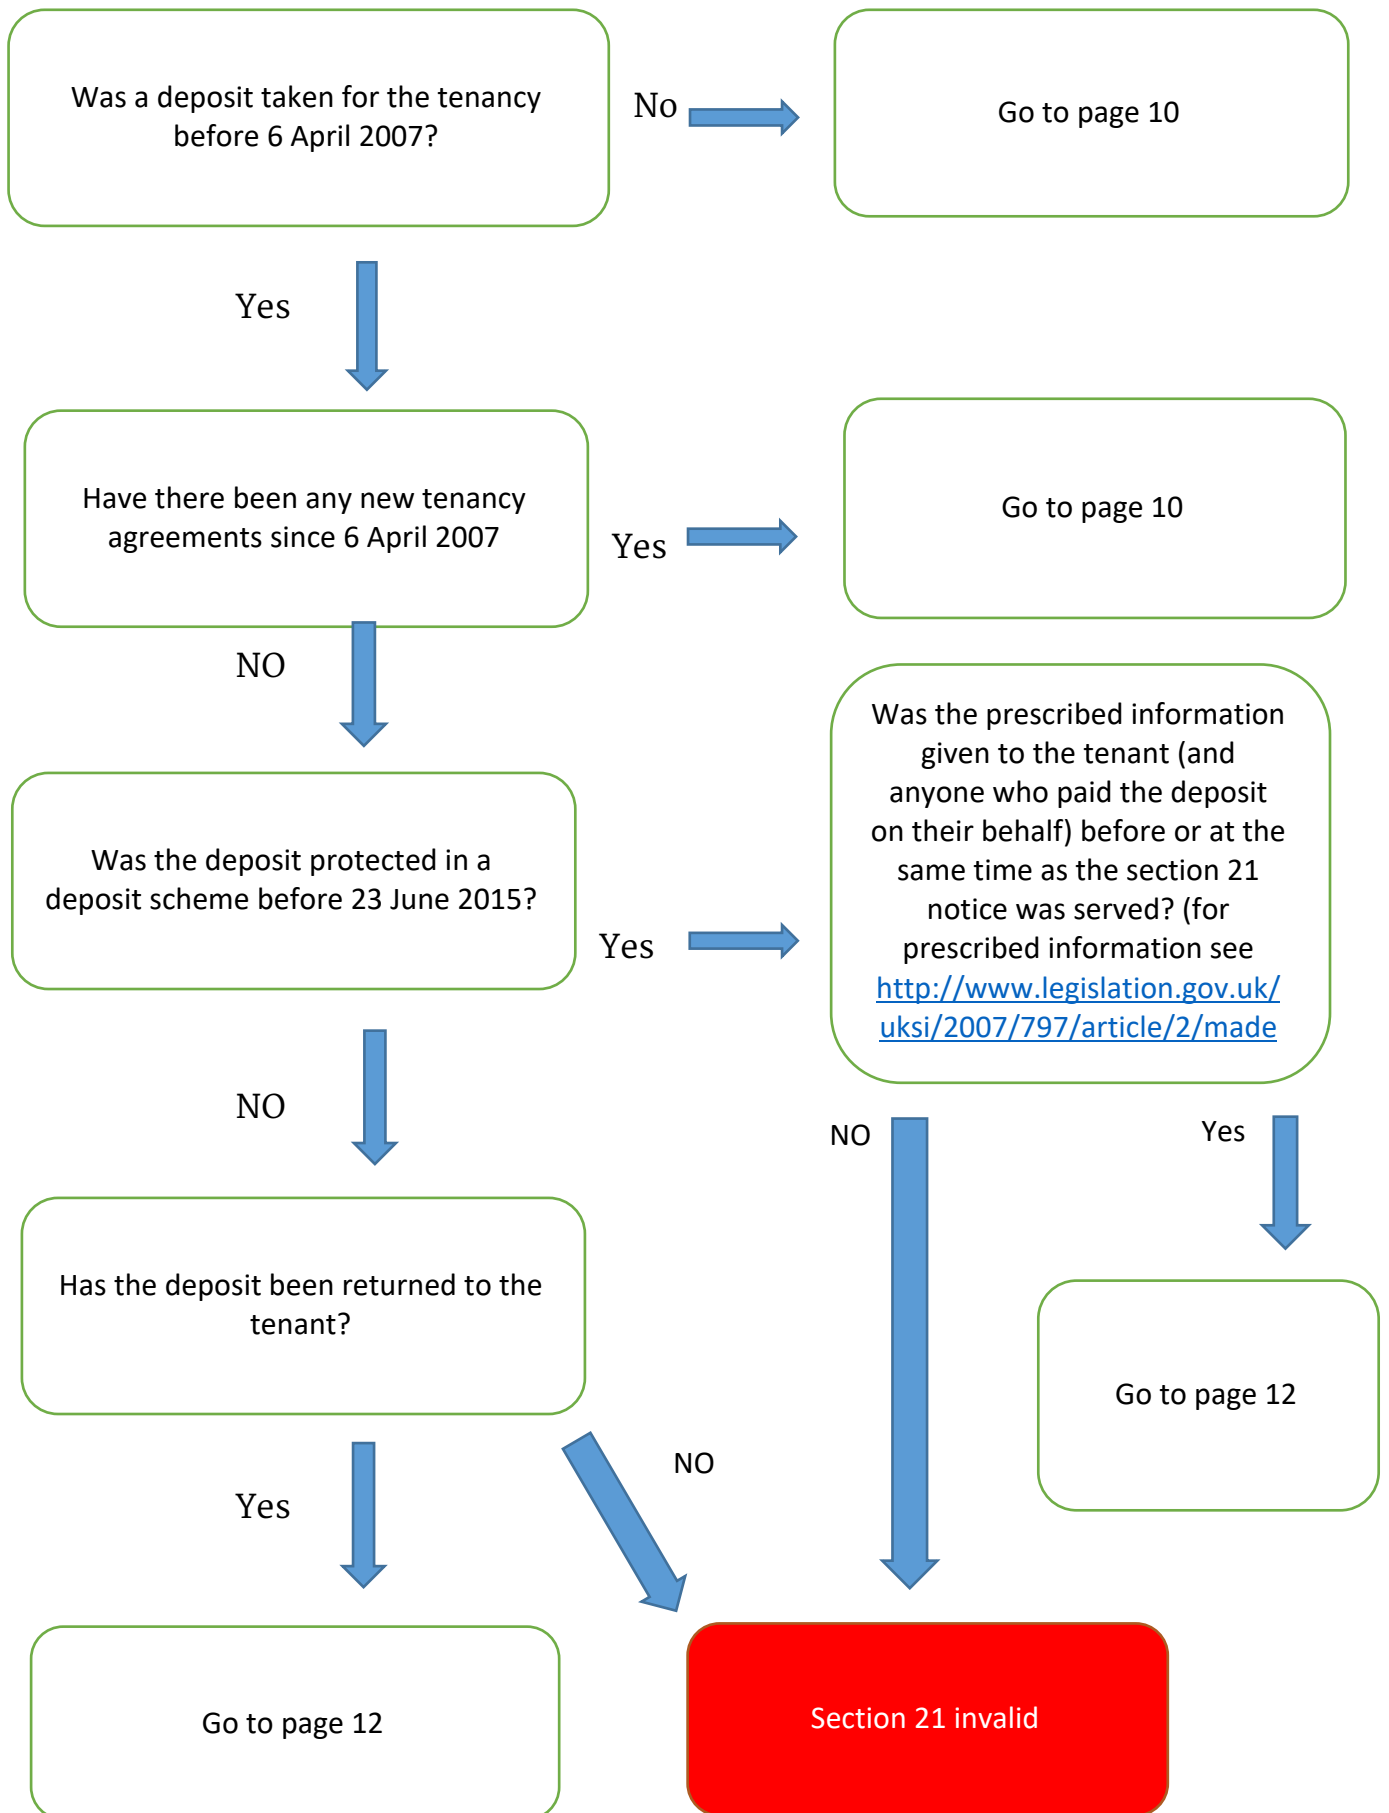 Was a deposit taken for the tenancy
before 6 April 2007?
No
Go to page 10
Yes
Have there been any new tenancy
agreements since 6 April 2007
Yes
Go to page 10
NO
Was the deposit protected in a
deposit scheme before 23 June 2015?
Yes
Was the prescribed information
given to the tenant (and
anyone who paid the deposit
on their behalf) before or at the
same time as the section 21
notice was served? (for
prescribed information see
http://www.legislation.gov.uk/
uksi/2007/797/article/2/made
NO
NO
Yes
Has the deposit been returned to the
tenant?
Go to page 12
Yes
NO
Go to page 12
Section 21 invalid